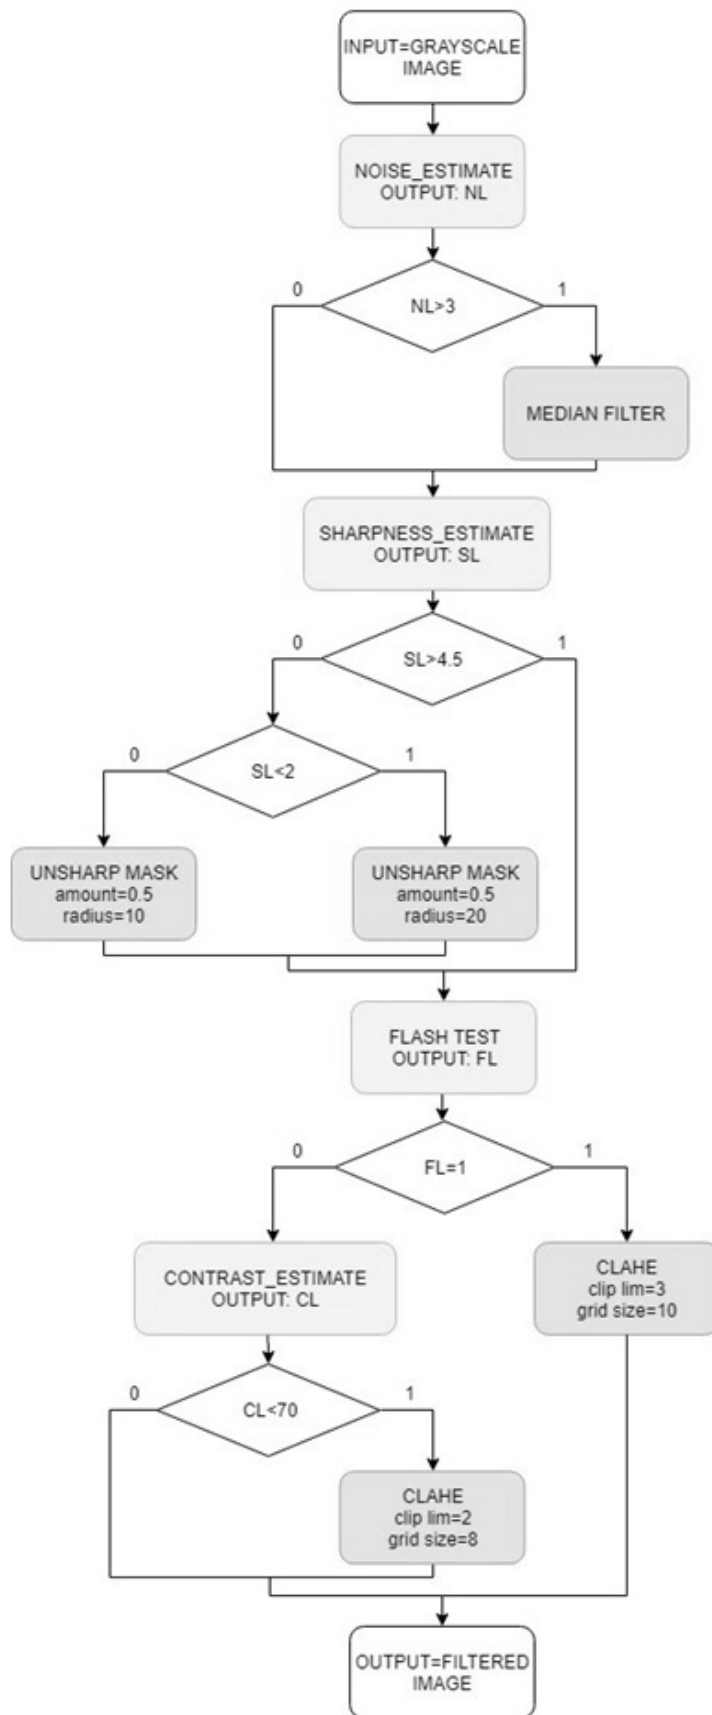 INPUT=GRAYSCALE
IMAGE
NOISE_ESTIMATE
OUTPUT: NL
0
NL>3
1
MEDIAN FILTER
SHARPNESS_ESTIMATE
OUTPUT: SL
0
SL>4.5
1
0
SL<2
1
UNSHARP MASK
amount=0.5
radius=10
UNSHARP MASK
amount=0.5
radius=20
FLASH TEST
OUTPUT: FL
0
FL=1
1
CONTRAST_ESTIMATE
OUTPUT: CL
CLAHE
clip lim=3
grid size=10
0
CL<70
1
CLAHE
clip lim=2
grid size=8
OUTPUT=FILTERED
IMAGE